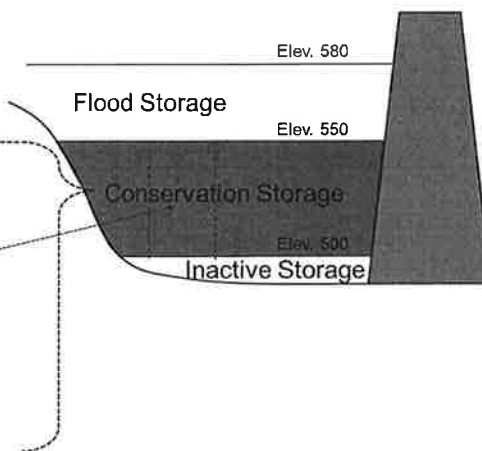 Elev. 580
Flood Storage
Elev. 550
Conservation Storage
Elev. 500
Inactive Storage